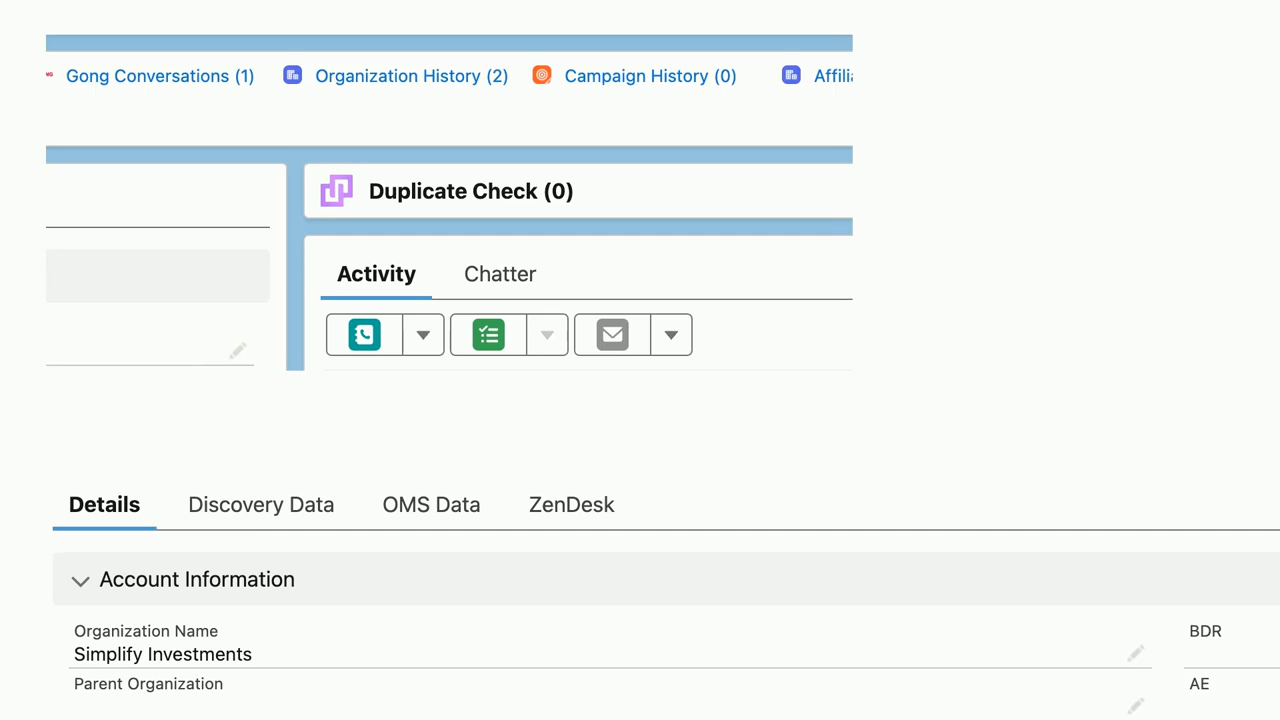 Gong Conversations (1) Organization History (2) Campaign History (0)
Duplicate Check (0)
Activity Chatter
Details Discovery Data OMS Data ZenDesk
Account Information
Organization Name BDR
Simplify Investments
Parent Organization AE